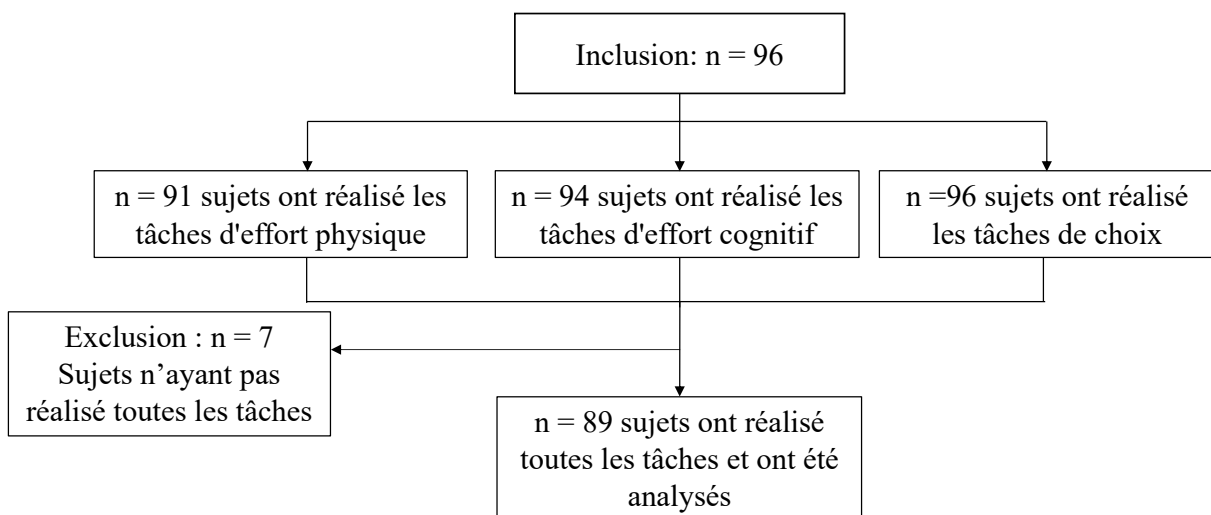 Inclusion: n = 96
n = 91 sujets ont réalisé les
tâches d'effort physique
n = 94 sujets ont réalisé les
tâches d'effort cognitif
n =96 sujets ont réalisé
les tâches de choix
Exclusion : n = 7
Sujets n’ayant pas
réalisé toutes les tâches
n = 89 sujets ont réalisé
toutes les tâches et ont été
analysés